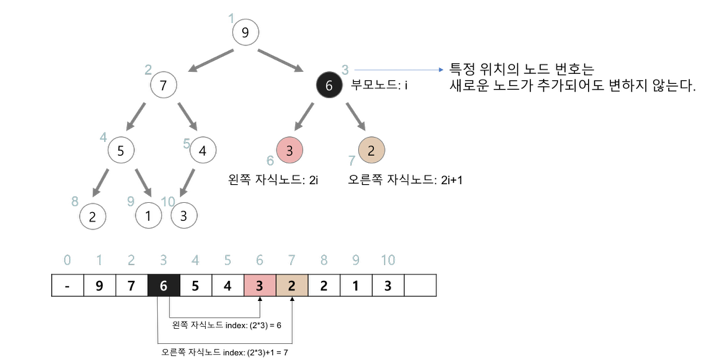 1
9
2
7
3
6
부모노드: i
특정 위치의 노드 번호는
새로운 노드가 추가되어도 변하지 않는다.
4
5
5
4
6
3
7
2
왼쪽 자식노드: 2i
오른쪽 자식노드: 2i+1
8
2
9
1
10
3
0 1 2 3 4 5 6 7 8 9 10
- 9 7 6 5 4 3 2 2 1 3
왼쪽 자식노드 index: (2*3) = 6
오른쪽 자식노드 index: (2*3)+1 = 7